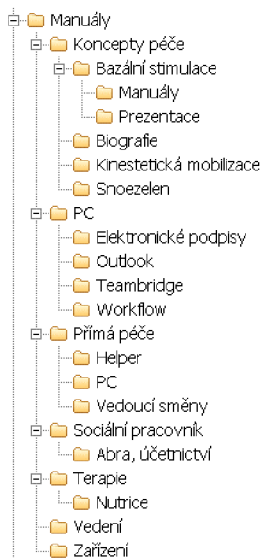 Manuály
Koncepty péče
Bazální stimulace
Manuály
Prezentace
Biografie
Kinestetická mobilizace
Snoezelen
PC
Elektronické podpisy
Outlook
Teambridge
Workflow
Přímá péče
Helper
PC
Vedoucí směny
Sociální pracovník
Abra, účetnictví
Terapie
Nutrice
Vedení
Zařízení